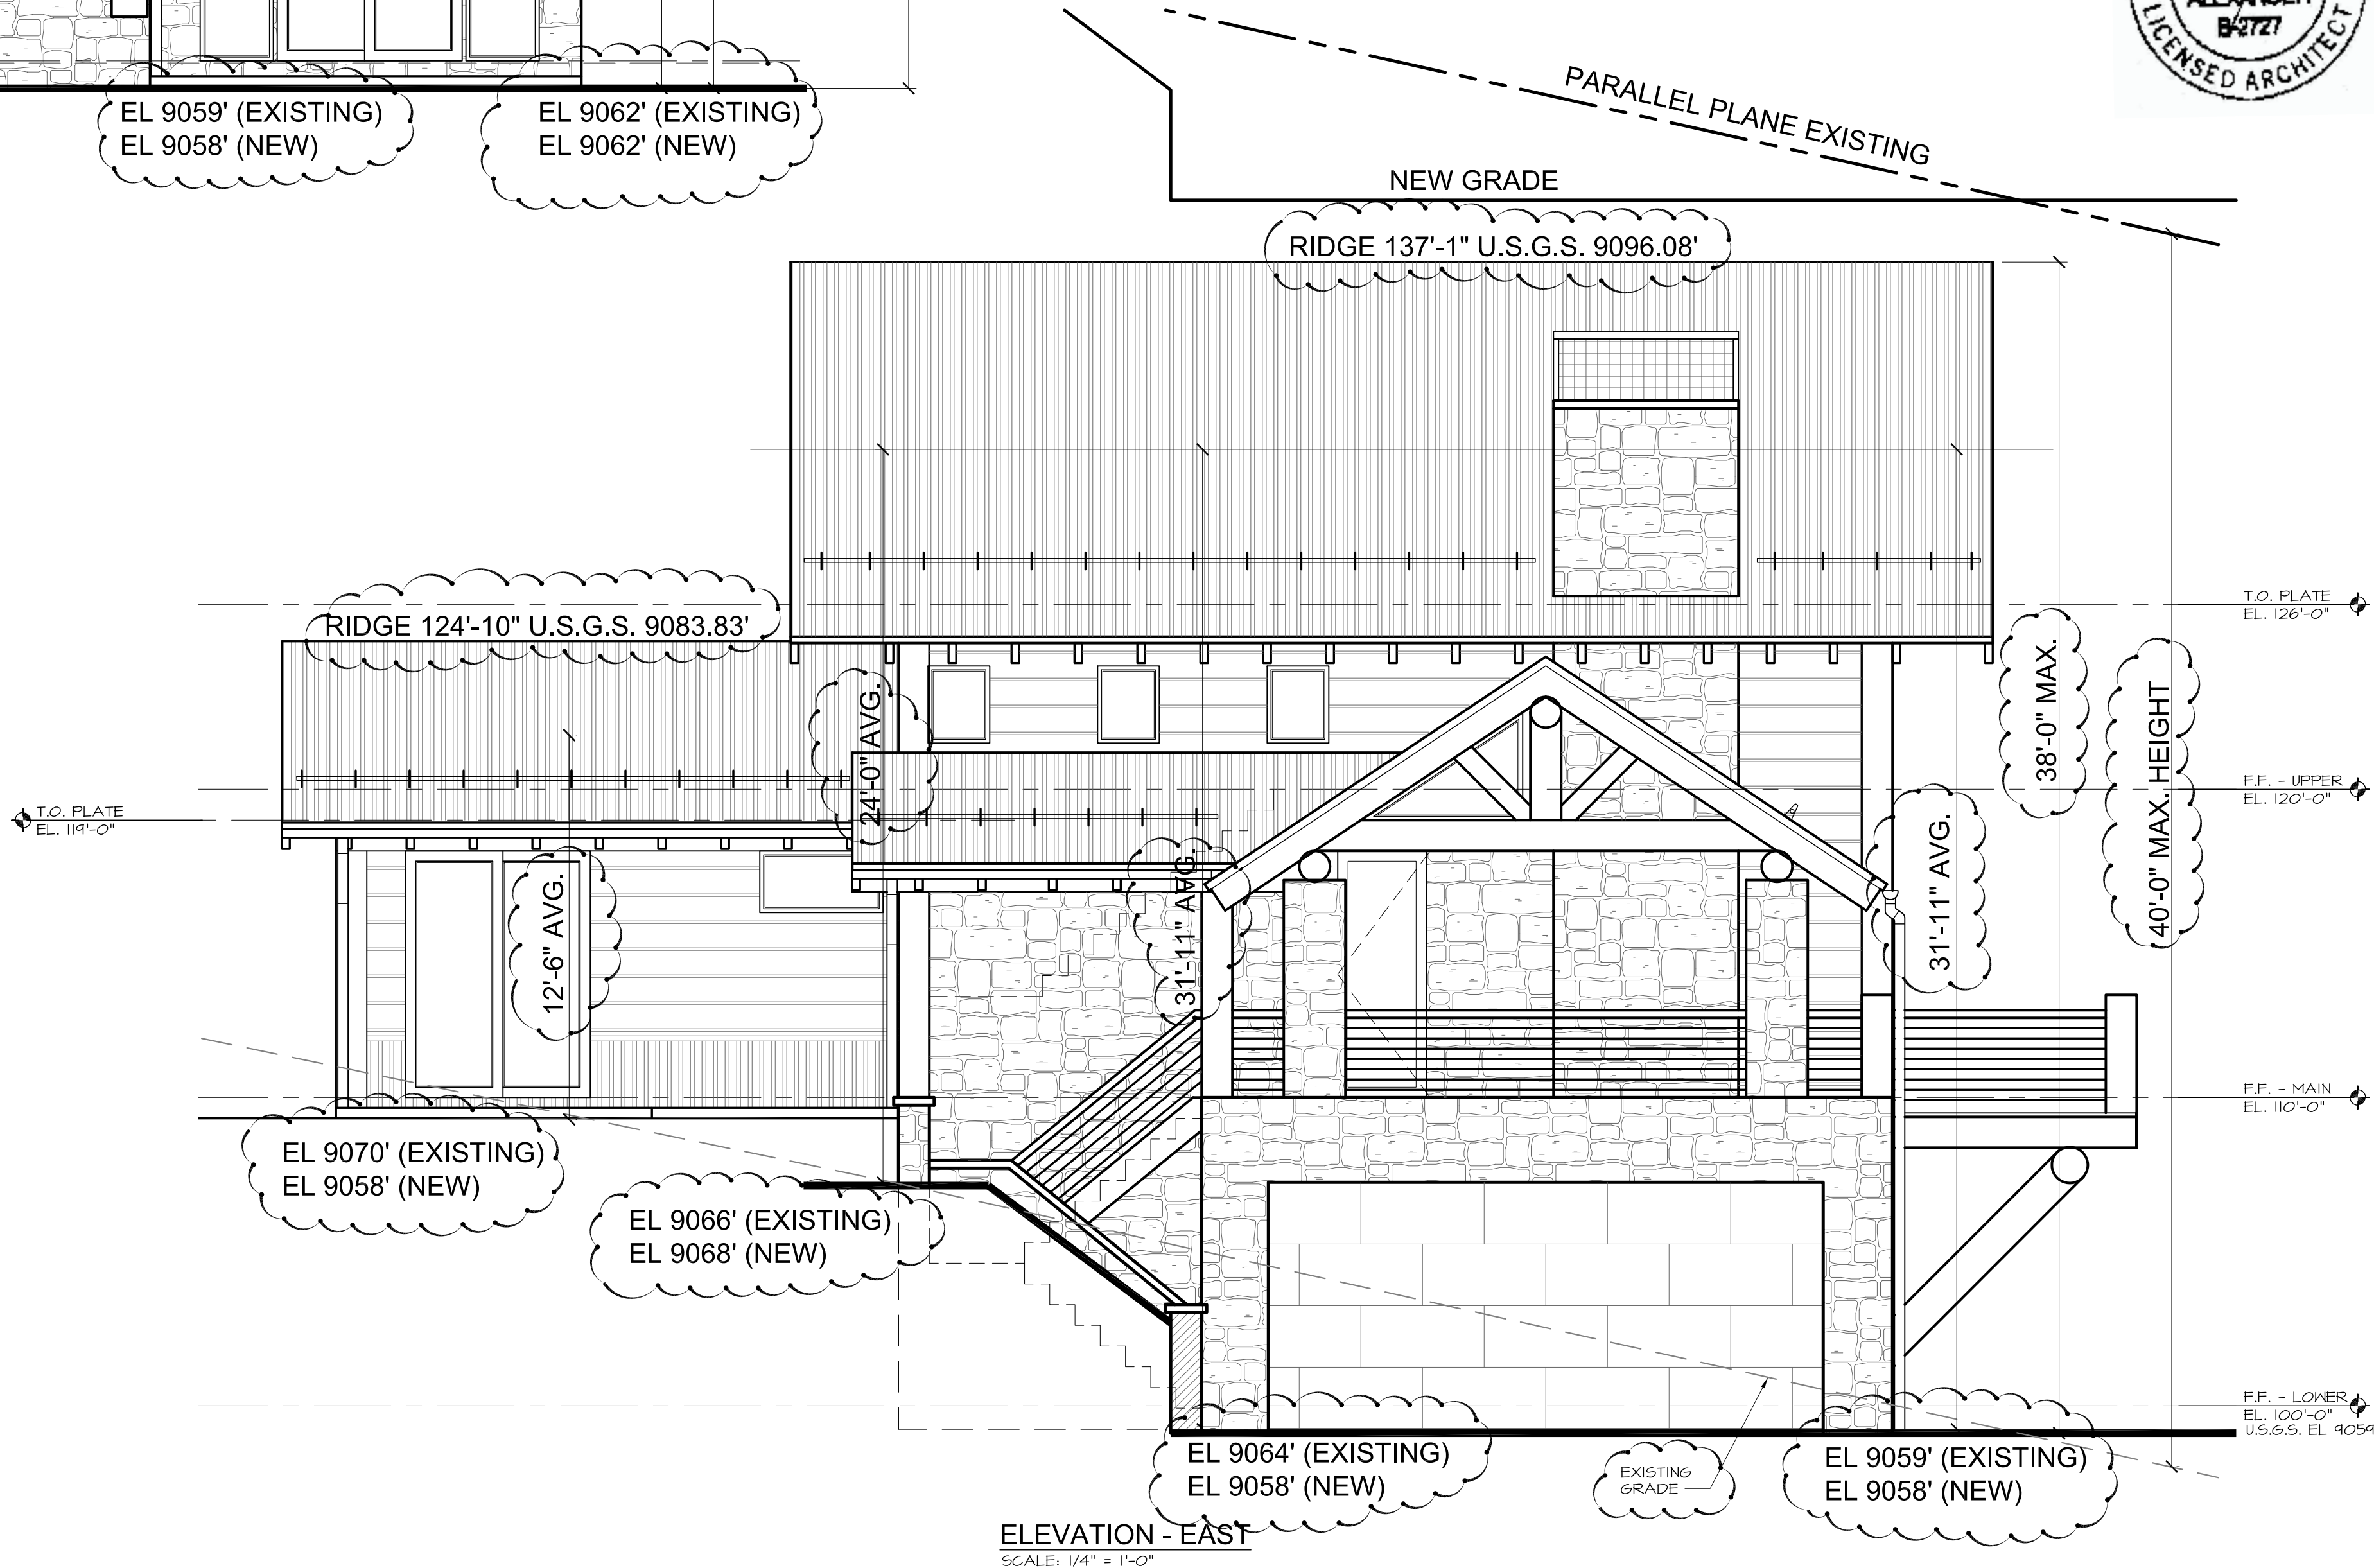 B-2727
LICENSED ARCHITECT
EL 9059' (EXISTING)
EL 9058' (NEW)
EL 9062' (EXISTING)
EL 9062' (NEW)
PARALLEL PLANE EXISTING
NEW GRADE
RIDGE 137'-1" U.S.G.S. 9096.08'
RIDGE 124'-10" U.S.G.S. 9083.83'
T.O. PLATE
EL. 126'-0"
38'-0" MAX.
40'-0" MAX. HEIGHT
24'-0" AVG.
F.F. - UPPER
EL. 120'-0"
T.O. PLATE
EL. 119'-0"
12'-6" AVG.
31'-11" AVG.
31'-11" AVG.
F.F. - MAIN
EL. 110'-0"
EL 9070' (EXISTING)
EL 9058' (NEW)
EL 9066' (EXISTING)
EL 9068' (NEW)
F.F. - LOWER
EL. 100'-0"
U.S.G.S. EL 9059
EL 9064' (EXISTING)
EL 9058' (NEW)
EXISTING
GRADE
EL 9059' (EXISTING)
EL 9058' (NEW)
ELEVATION - EAST
SCALE: 1/4" = 1'-0"